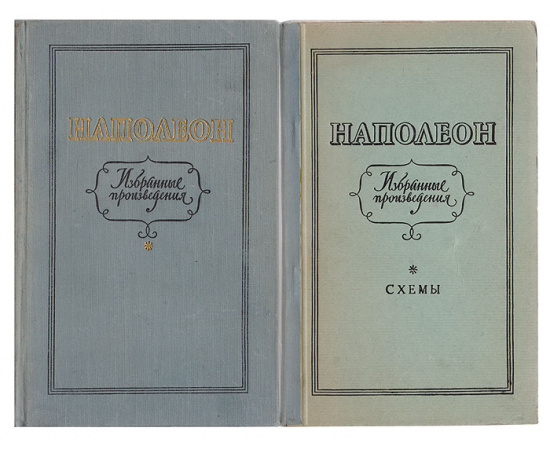 НАПОЛЕОН
Избранные
произведения
*
НАПОЛЕОН
Избранные
произведения
*
СХЕМЫ